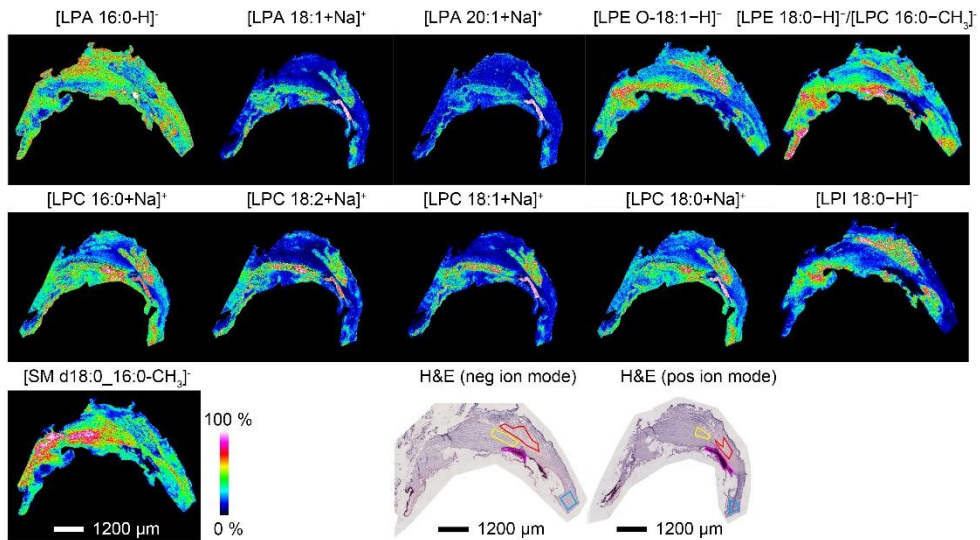 [LPA 16:0-H]⁻ [LPA 18:1+Na]⁺ [LPA 20:1+Na]⁺ [LPE O-18:1−H]⁻ [LPE 18:0−H]⁻/[LPC 16:0−CH₃]⁻
[LPC 16:0+Na]⁺ [LPC 18:2+Na]⁺ [LPC 18:1+Na]⁺ [LPC 18:0+Na]⁺ [LPI 18:0−H]⁻
[SM d18:0_16:0-CH₃]⁻ H&E (neg ion mode) H&E (pos ion mode)
100 %
0 %
1200 µm 1200 µm 1200 µm